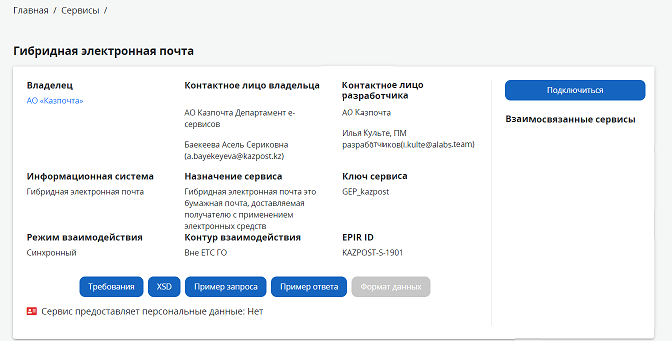 Главная / Сервисы /
Гибридная электронная почта
Владелец
АО «Казпочта»
Контактное лицо владельца
АО Казпочта Департамент е-
сервисов
Баекеева Асель Сериковна
(a.bayekeyeva@kazpost.kz)
Контактное лицо
разработчика
АО Казпочта
Илья Культе, ПМ
разработчиков(i.kulte@alabs.team)
Подключиться
Взаимосвязанные сервисы
Информационная система
Гибридная электронная почта
Назначение сервиса
Гибридная электронная почта это
бумажная почта, доставляемая
получателю с применением
электронных средств
Ключ сервиса
GEP_kazpost
Режим взаимодействия
Синхронный
Контур взаимодействия
Вне ЕТС ГО
EPIR ID
KAZPOST-S-1901
Требования XSD Пример запроса Пример ответа Формат данных
Сервис предоставляет персональные данные: Нет